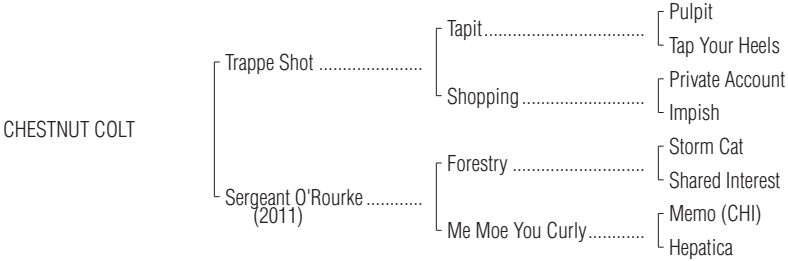 Pulpit
Tapit
Tap Your Heels
Trappe Shot
Private Account
Shopping
Impish
CHESTNUT COLT
Storm Cat
Forestry
Shared Interest
Sergeant O'Rourke
(2011)
Memo (CHI)
Me Moe You Curly
Hepatica